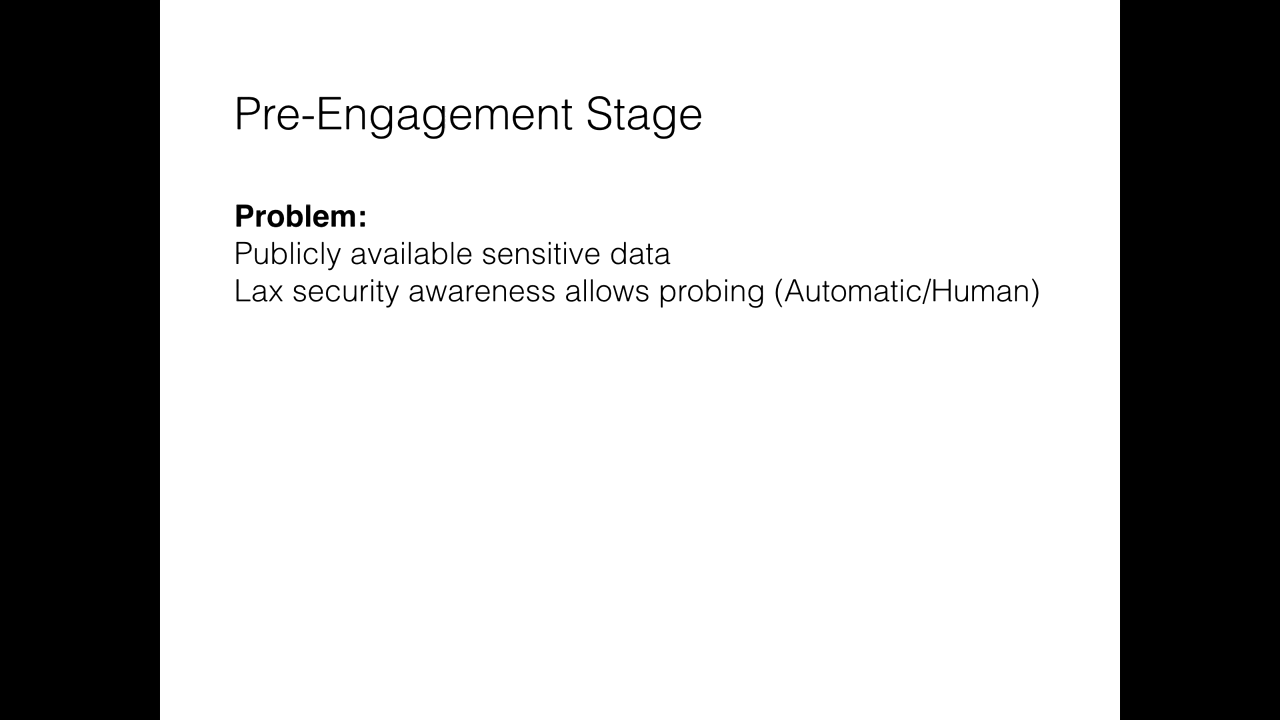 Pre-Engagement Stage
Problem:
Publicly available sensitive data
Lax security awareness allows probing (Automatic/Human)